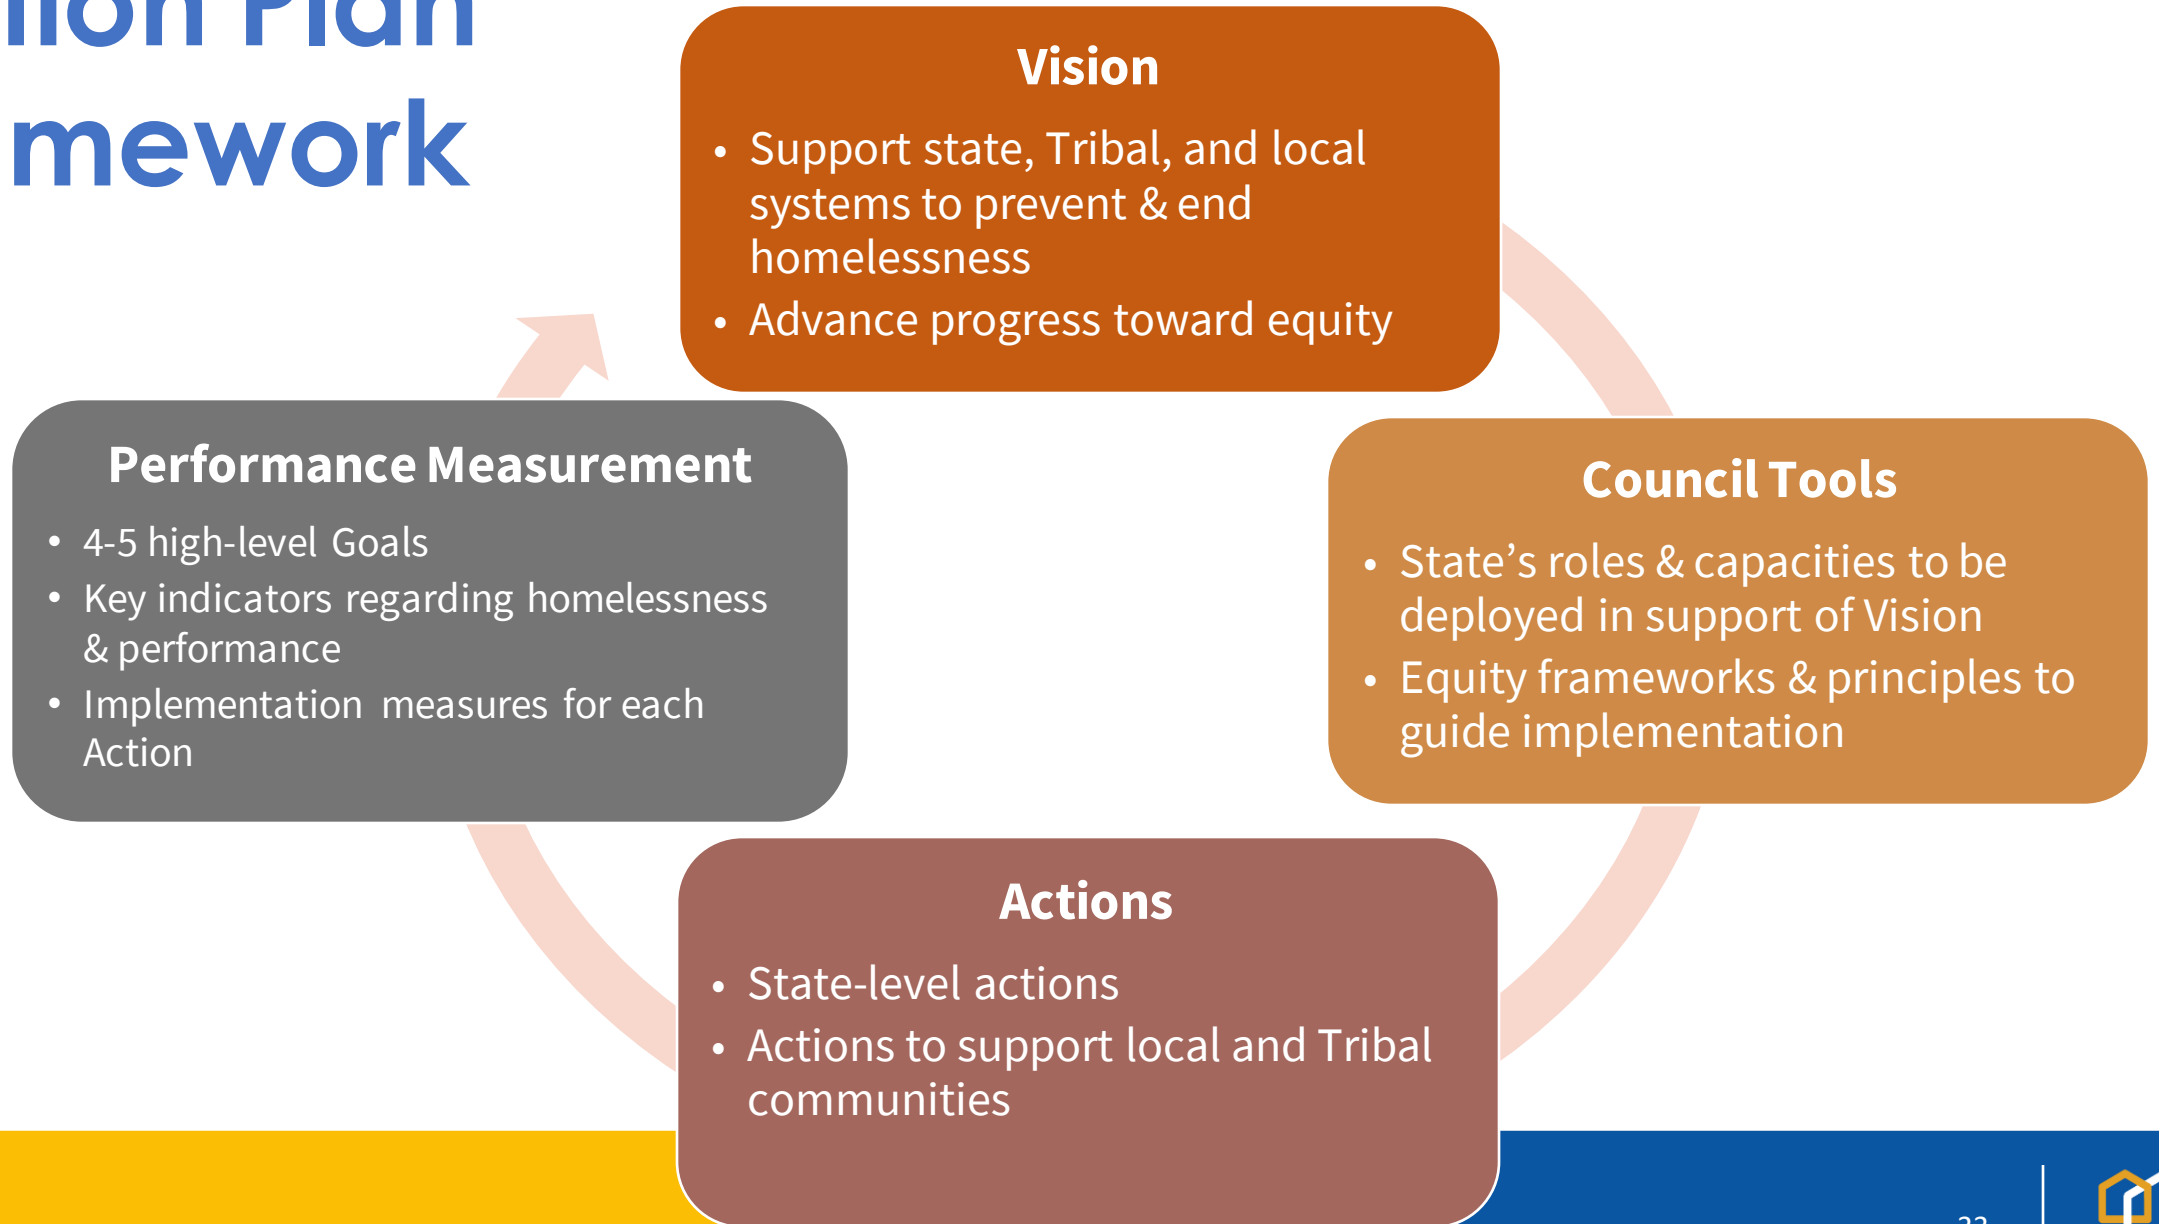 Plan
mework
Vision
• Support state, Tribal, and local
systems to prevent & end
homelessness
• Advance progress toward equity
Performance Measurement
• 4-5 high-level Goals
• Key indicators regarding homelessness
& performance
• Implementation measures for each
Action
Council Tools
• State’s roles & capacities to be
deployed in support of Vision
• Equity frameworks & principles to
guide implementation
Actions
• State-level actions
• Actions to support local and Tribal
communities